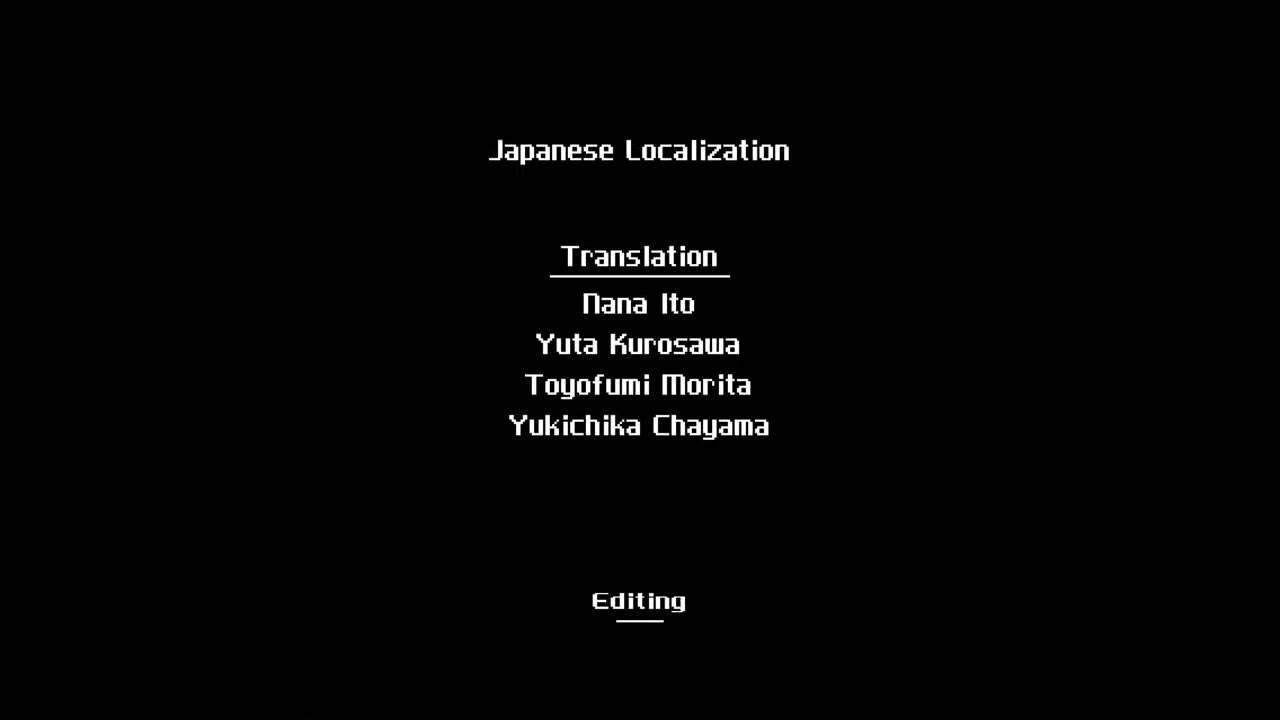 Japanese Localization
Translation
Nana Ito
Yuta Kurosawa
Toyofumi Morita
Yukichika Chayama
Editing